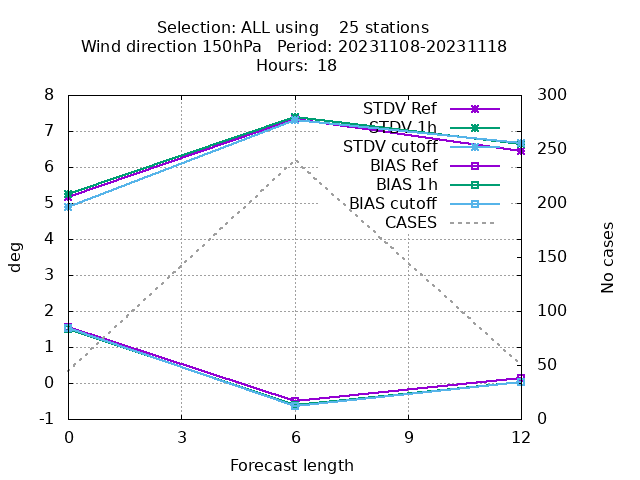 Selection: ALL using    25 stations
Wind direction 150hPa   Period: 20231108-20231118
Hours: 18
8
7
6
5
4
3
2
1
0
-1
300
250
200
150
100
50
0
STDV Ref
STDV 1h
STDV cutoff
BIAS Ref
BIAS 1h
BIAS cutoff
CASES
deg
No cases
0 3 6 9 12
Forecast length